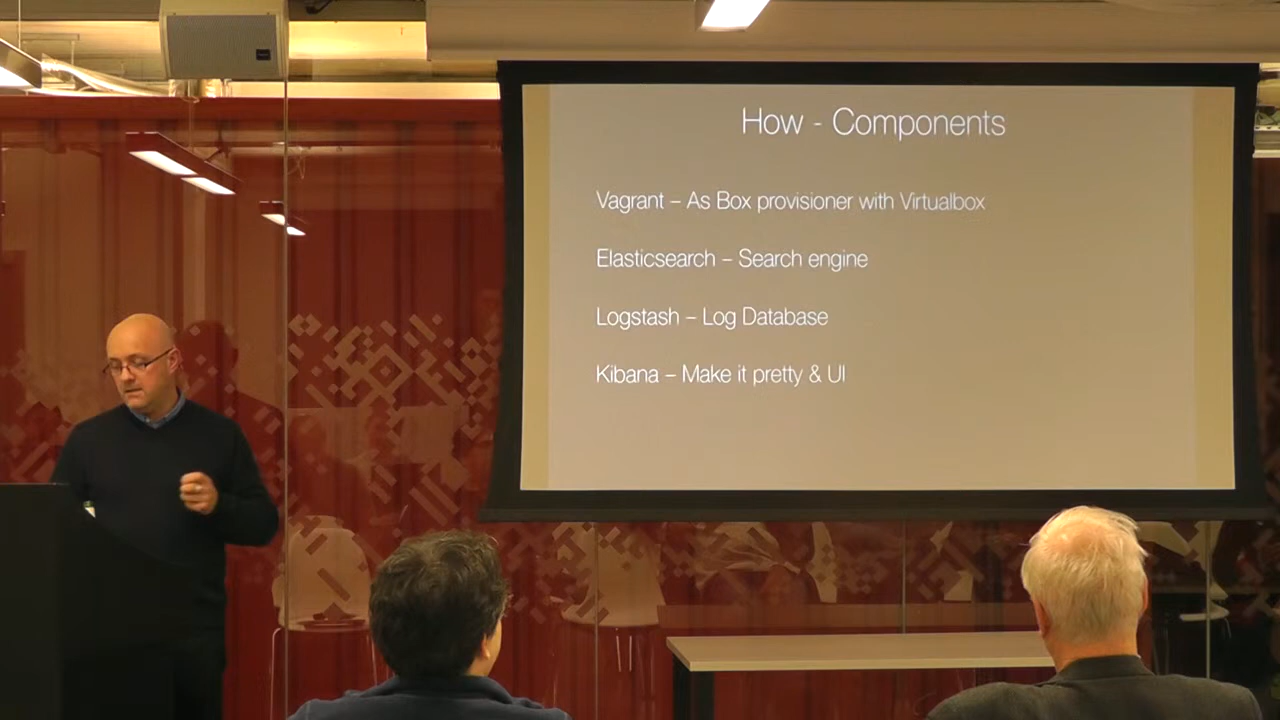 How - Components
Vagrant – As Box provisioner with Virtualbox
Elasticsearch – Search engine
Logstash – Log Database
Kibana – Make it pretty & UI